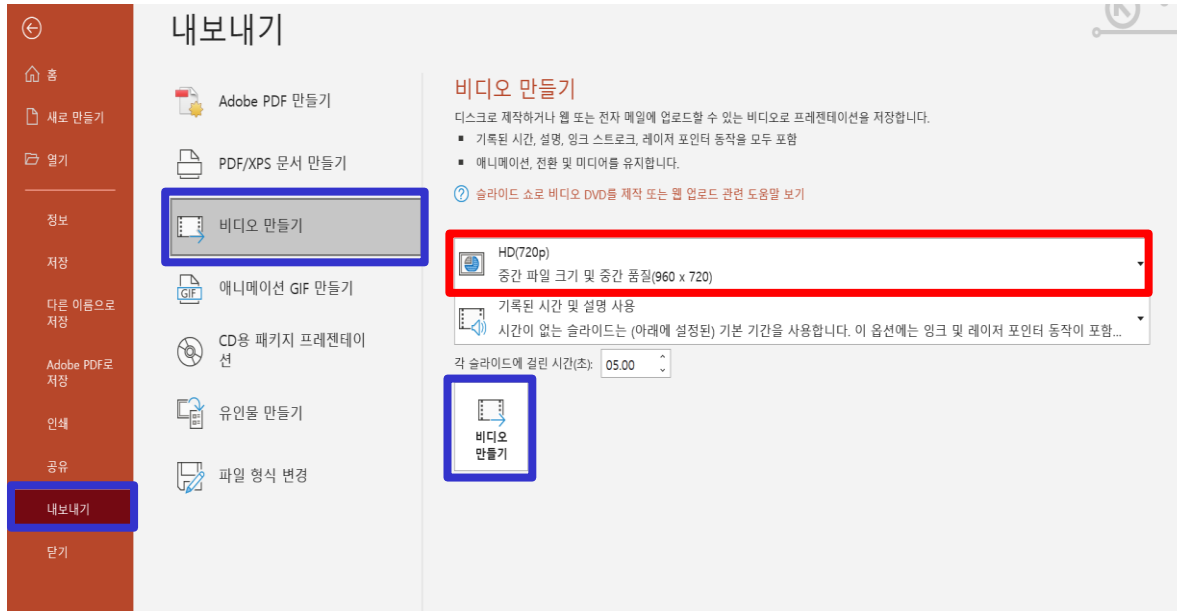 내보내기
홈
새로 만들기
열기
정보
저장
다른 이름으로
저장
Adobe PDF로
저장
인쇄
공유
내보내기
닫기
Adobe PDF 만들기
PDF/XPS 문서 만들기
비디오 만들기
GIF
애니메이션 GIF 만들기
CD용 패키지 프레젠테이
션
유인물 만들기
파일 형식 변경
비디오 만들기
디스크로 제작하거나 웹 또는 전자 메일에 업로드할 수 있는 비디오로 프레젠테이션을 저장합니다.
■ 기록된 시간, 설명, 잉크 스트로크, 레이저 포인터 동작을 모두 포함
■ 애니메이션, 전환 및 미디어를 유지합니다.
? 슬라이드 쇼로 비디오 DVD를 제작 또는 웹 업로드 관련 도움말 보기
HD(720p)
중간 파일 크기 및 중간 품질(960 x 720)
기록된 시간 및 설명 사용
시간이 없는 슬라이드는 (아래에 설정된) 기본 기간을 사용합니다. 이 옵션에는 잉크 및 레이저 포인터 동작이 포함...
각 슬라이드에 걸린 시간(초): 05.00
비디오
만들기